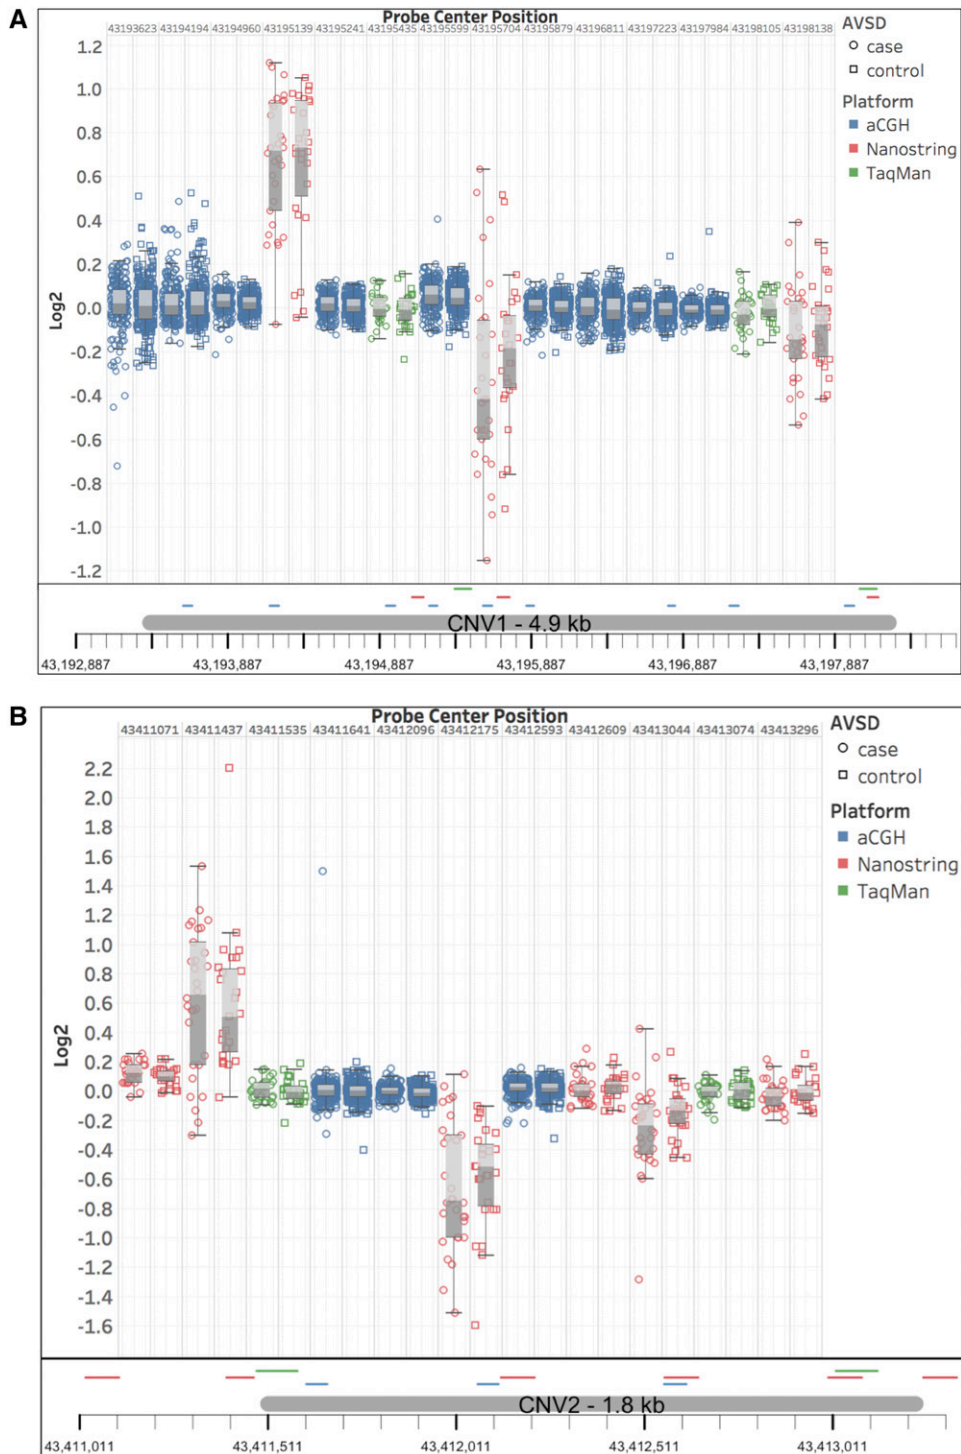 A
Probe Center Position
43193623 43194194 43194960 43195139 43195241 43195435 43195599 43195704 43195879 43196811 43197223 43197984 43198105 43198138
AVSD
case
control
Platform
aCGH
Nanostring
TaqMan
Log2
1.2
1.0
0.8
0.6
0.4
0.2
0.0
-0.2
-0.4
-0.6
-0.8
-1.0
-1.2
CNV1 - 4.9 kb
43,192,887 43,193,887 43,194,887 43,195,887 43,196,887 43,197,887
B
Probe Center Position
43411071 43411437 43411535 43411641 43412096 43412175 43412593 43412609 43413044 43413074 43413296
AVSD
case
control
Platform
aCGH
Nanostring
TaqMan
Log2
2.2
2.0
1.8
1.6
1.4
1.2
1.0
0.8
0.6
0.4
0.2
0.0
-0.2
-0.4
-0.6
-0.8
-1.0
-1.2
-1.4
-1.6
CNV2 - 1.8 kb
43,411,011 43,411,511 43,412,011 43,412,511 43,413,011